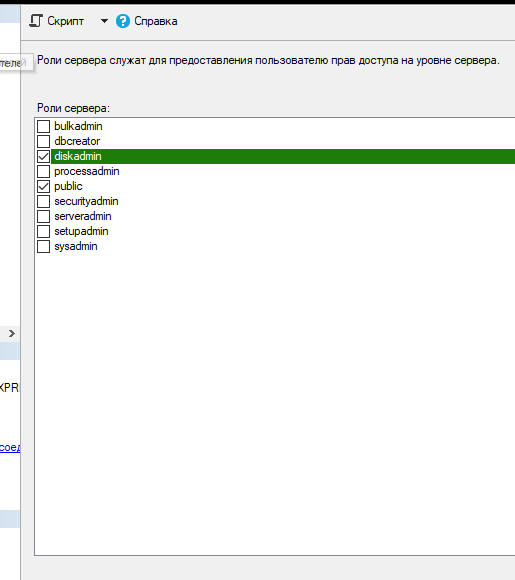 Скрипт
Справка
Роли сервера служат для предоставления пользователю прав доступа на уровне сервера.
Роли сервера:
bulkadmin
dbcreator
diskadmin
processadmin
public
securityadmin
serveradmin
setupadmin
sysadmin
XPR
соед